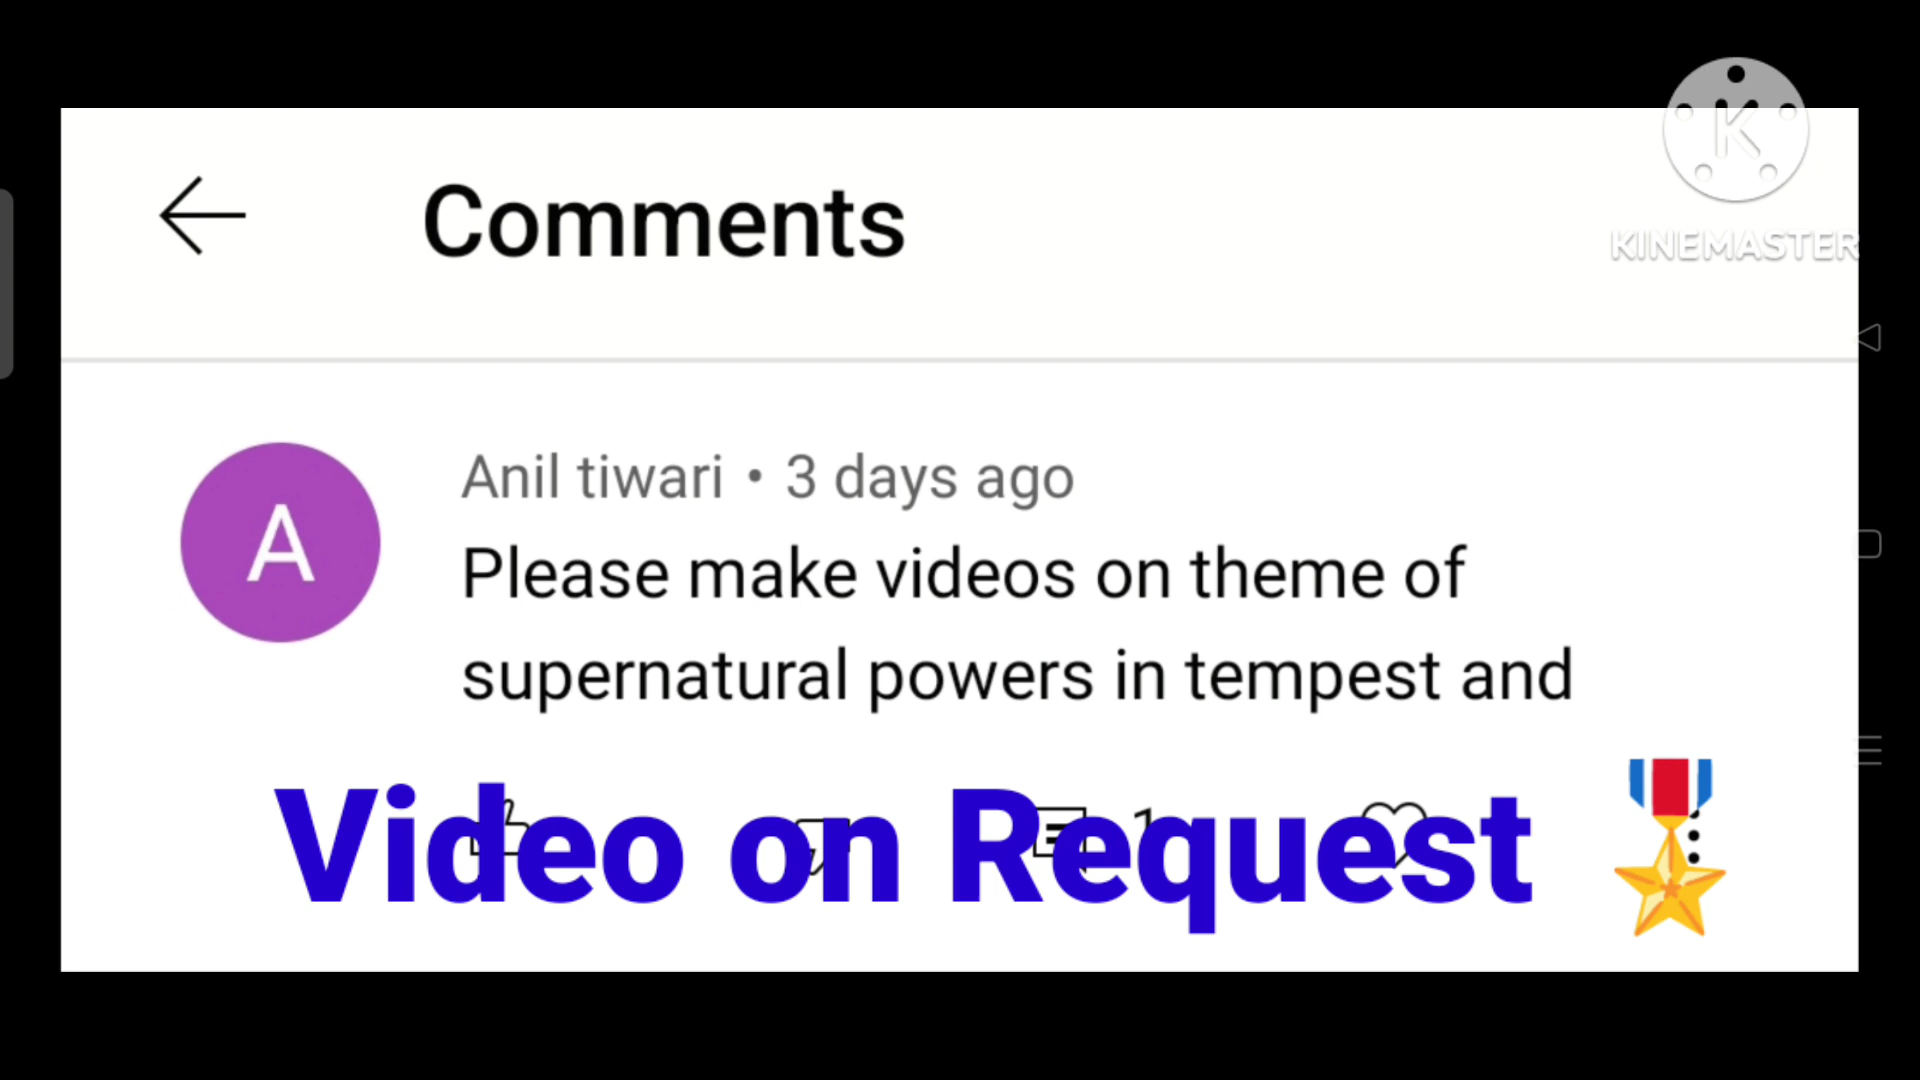 K
KINEMASTER
Comments
A
Anil tiwari • 3 days ago
Please make videos on theme of
supernatural powers in tempest and
1
Video on Request